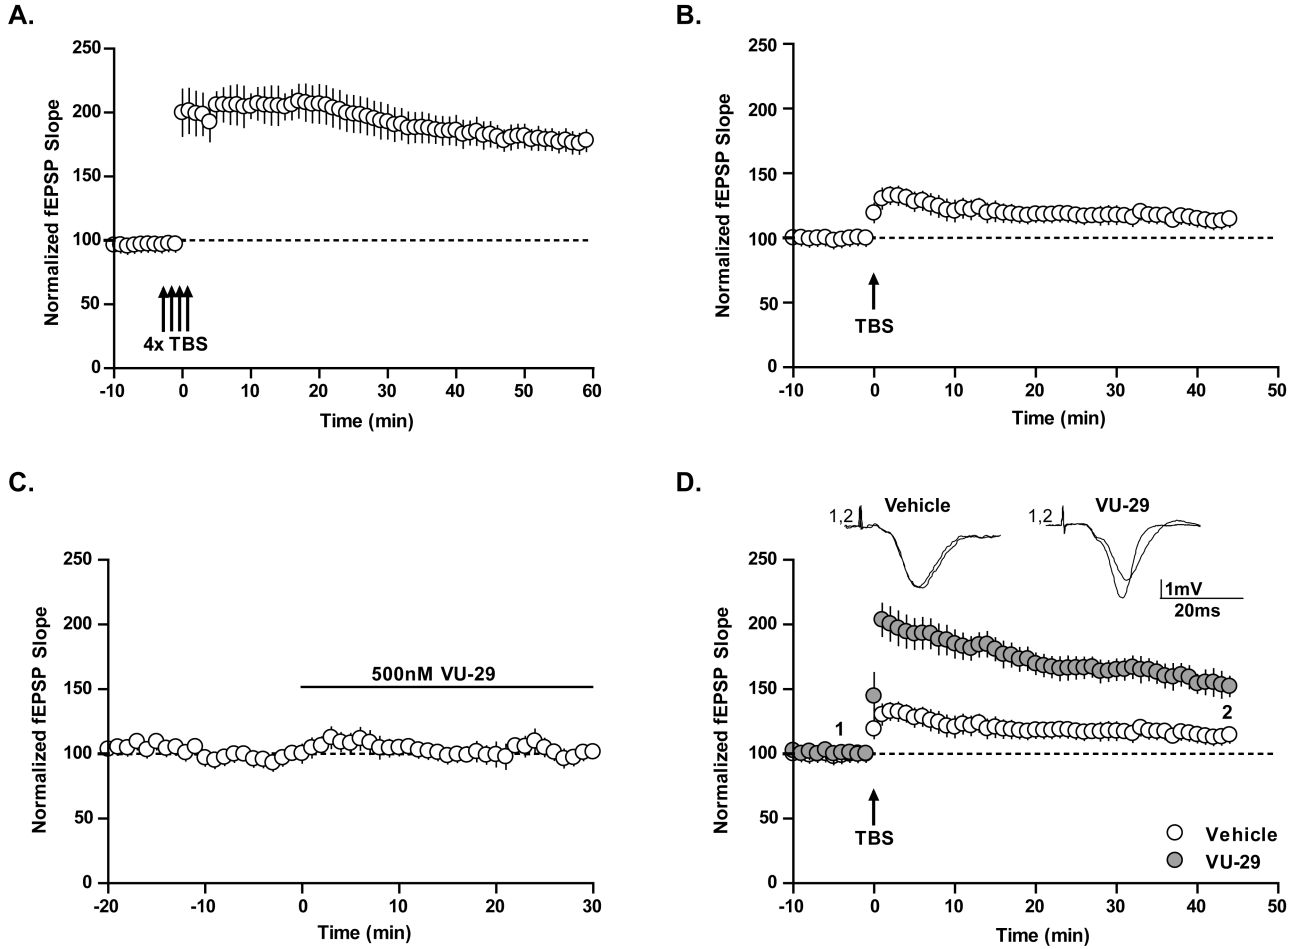 A.
250
200
150
100
50
0
Normalized fEPSP Slope
4x TBS
-10 0 10 20 30 40 50 60
Time (min)
B.
250
200
150
100
50
0
Normalized fEPSP Slope
TBS
-10 0 10 20 30 40 50
Time (min)
C.
250
200
150
100
50
0
Normalized fEPSP Slope
500nM VU-29
-20 -10 0 10 20 30
Time (min)
D.
Vehicle
VU-29
1,2
1,2
1mV
20ms
250
200
150
100
50
0
Normalized fEPSP Slope
1
2
TBS
Vehicle
VU-29
-10 0 10 20 30 40 50
Time (min)